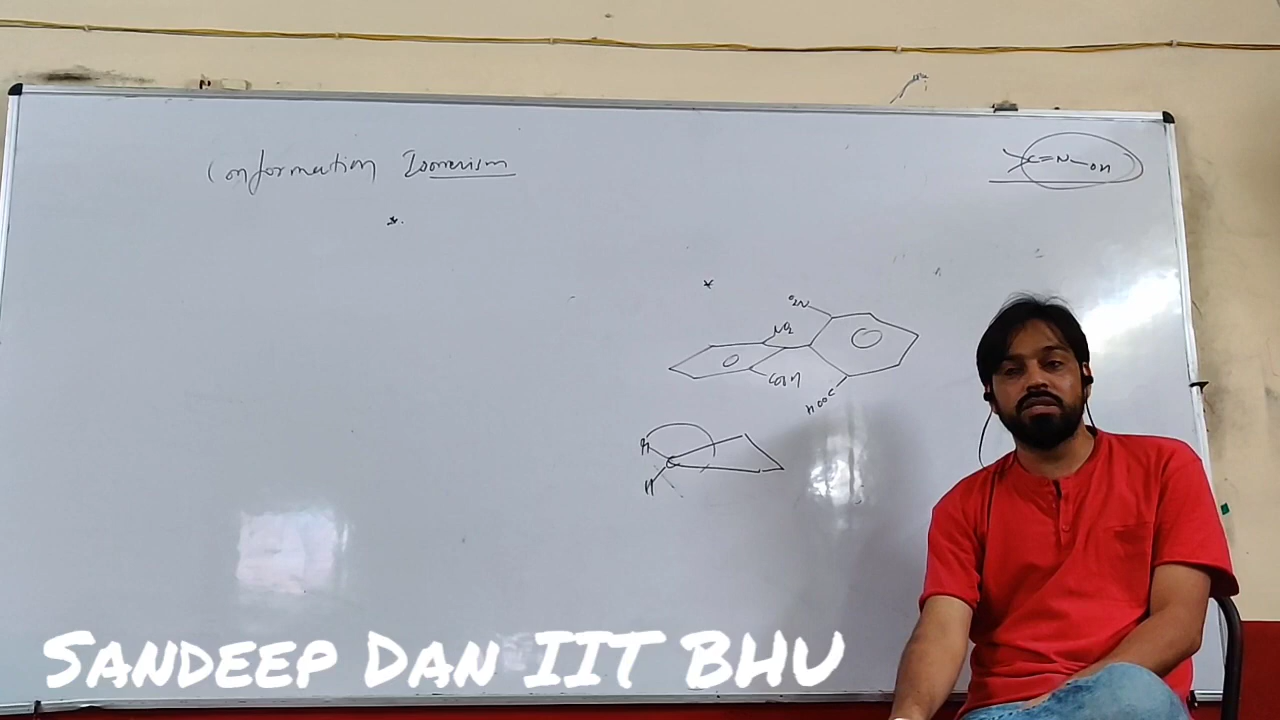 Conformation Isomerism
C=N-OH
*.
*
O2N
NO2
COOH
HOOC
H
H
SANDEEP DAN IIT BHU